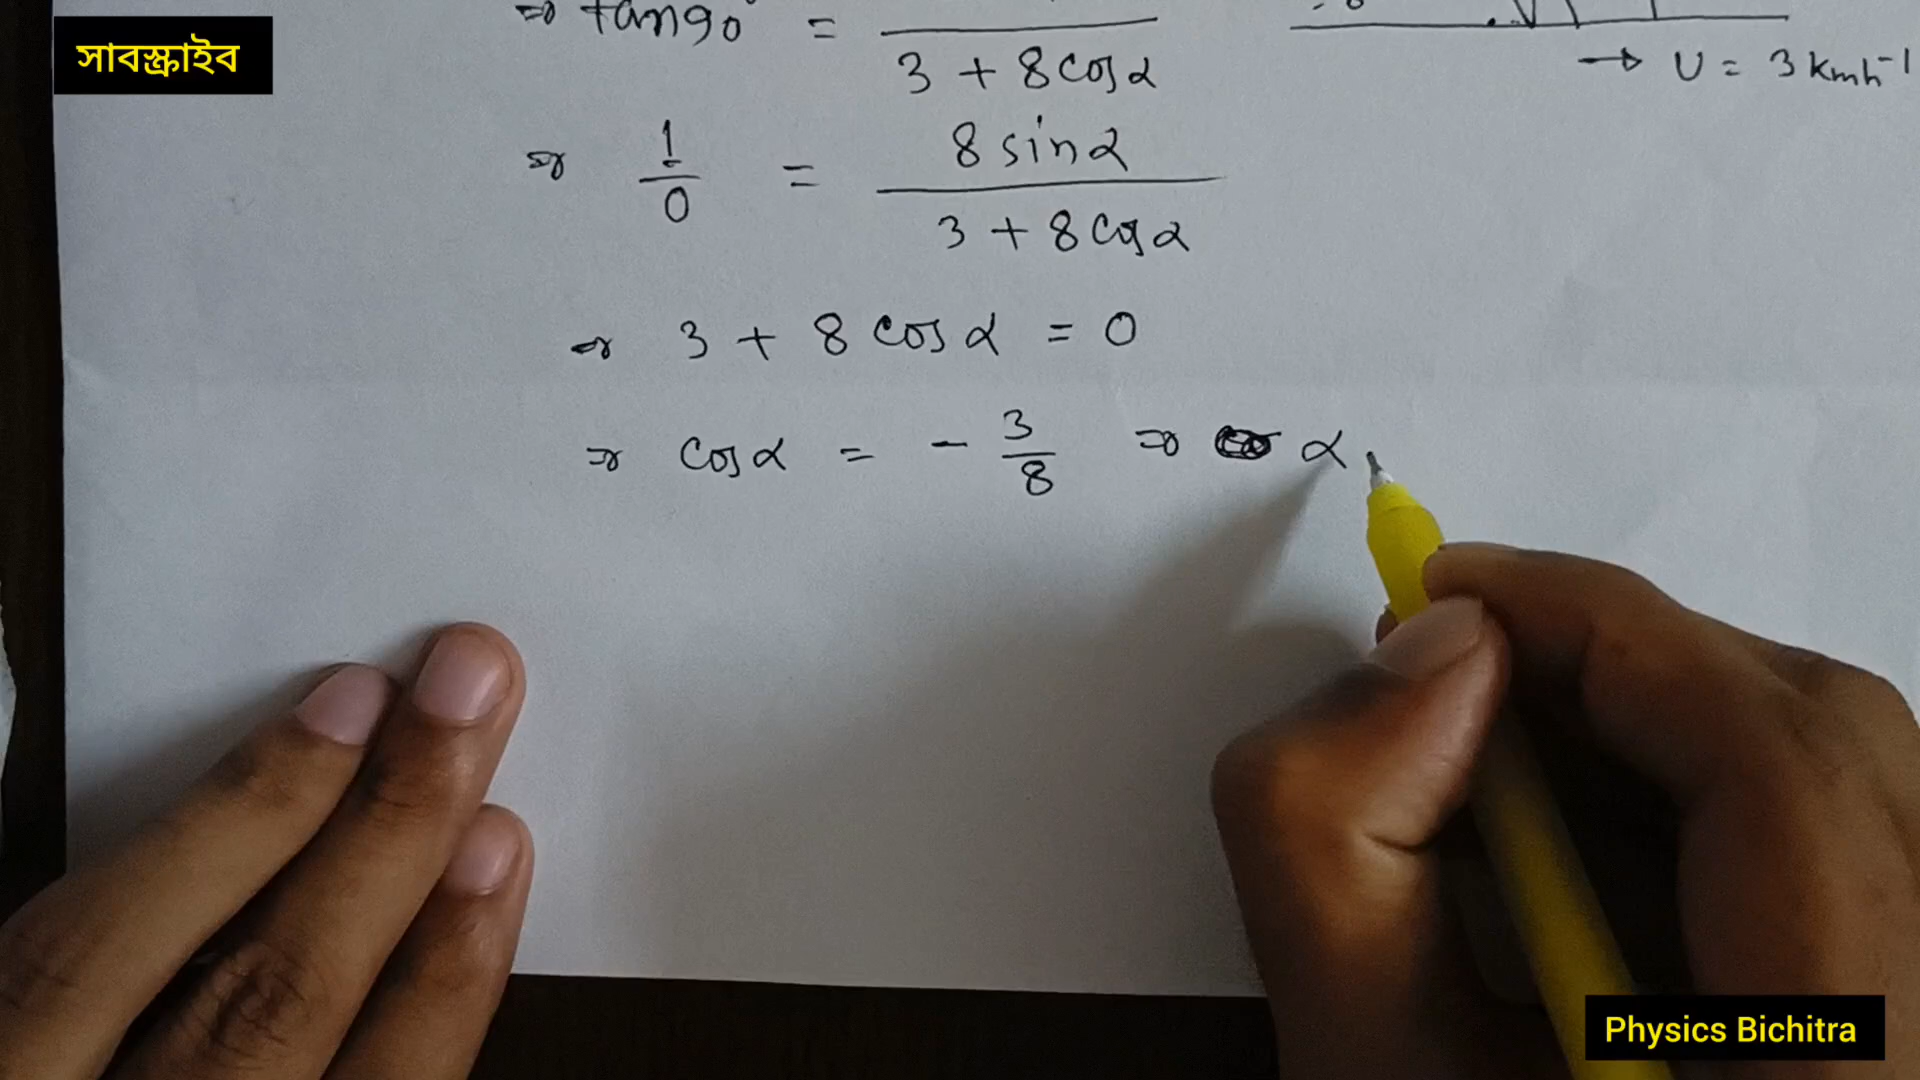 সাবস্ক্রাইব
⇒ tan90° =
3 + 8cosα
→ U = 3 kmh⁻¹
⇒ 1/0 = 8 sinα / 3 + 8cosα
⇒ 3 + 8 cosα = 0
⇒ cosα = - 3/8 ⇒ α
Physics Bichitra